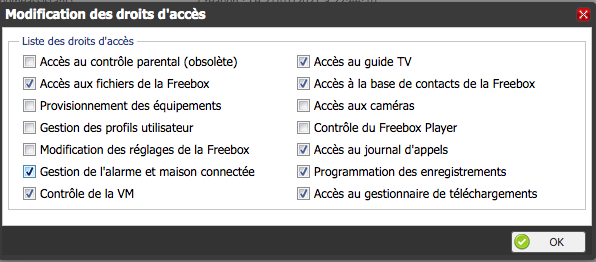 Modification des droits d'accès
Liste des droits d'accès
Accès au contrôle parental (obsolète)
Accès aux fichiers de la Freebox
Provisionnement des équipements
Gestion des profils utilisateur
Modification des réglages de la Freebox
Gestion de l'alarme et maison connectée
Contrôle de la VM
Accès au guide TV
Accès à la base de contacts de la Freebox
Accès aux caméras
Contrôle du Freebox Player
Accès au journal d'appels
Programmation des enregistrements
Accès au gestionnaire de téléchargements
OK